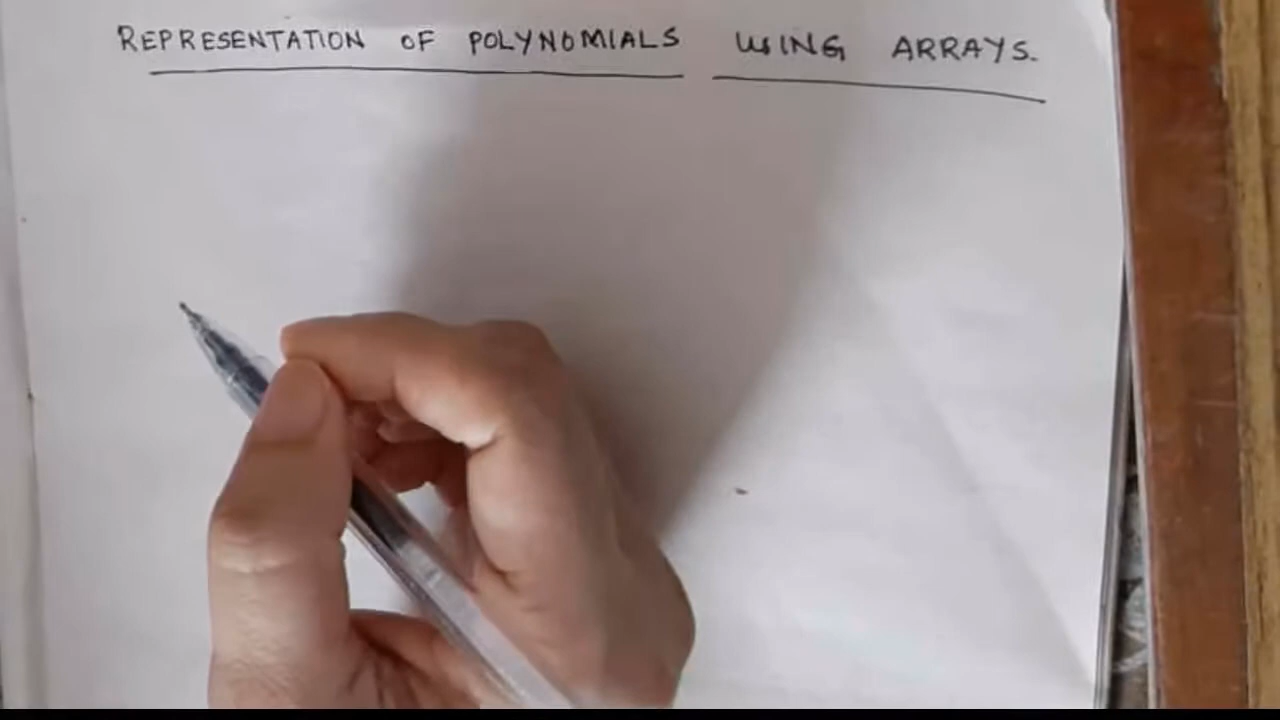 REPRESENTATION OF POLYNOMIALS USING ARRAYS.